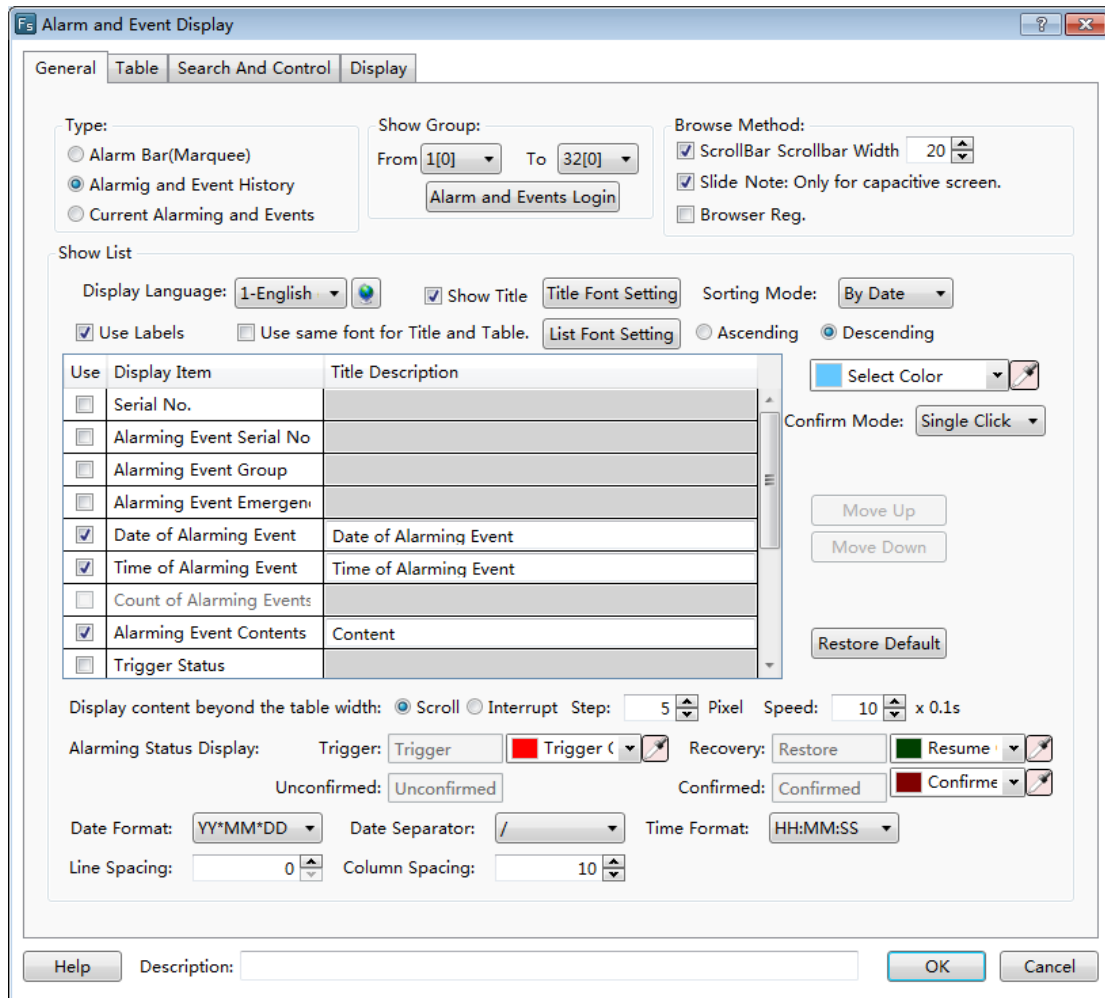 Fs Alarm and Event Display
General Table Search And Control Display
Type:
Alarm Bar(Marquee)
Alarmig and Event History
Current Alarming and Events
Show Group:
From 1[0] To 32[0]
Alarm and Events Login
Browse Method:
ScrollBar Scrollbar Width 20
Slide Note: Only for capacitive screen.
Browser Reg.
Show List
Display Language: 1-English Show Title Title Font Setting Sorting Mode: By Date
Use Labels Use same font for Title and Table. List Font Setting Ascending Descending
Use Display Item Title Description
Serial No.
Alarming Event Serial No
Alarming Event Group
Alarming Event Emergen
Date of Alarming Event Date of Alarming Event
Time of Alarming Event Time of Alarming Event
Count of Alarming Events
Alarming Event Contents Content
Trigger Status
Select Color
Confirm Mode: Single Click
Move Up
Move Down
Restore Default
Display content beyond the table width: Scroll Interrupt Step: 5 Pixel Speed: 10 x 0.1s
Alarming Status Display: Trigger: Trigger Trigger C Recovery: Restore Resume
Unconfirmed: Unconfirmed Confirmed: Confirmed Confirme
Date Format: YY*MM*DD Date Separator: / Time Format: HH:MM:SS
Line Spacing: 0 Column Spacing: 10
Help Description: OK Cancel